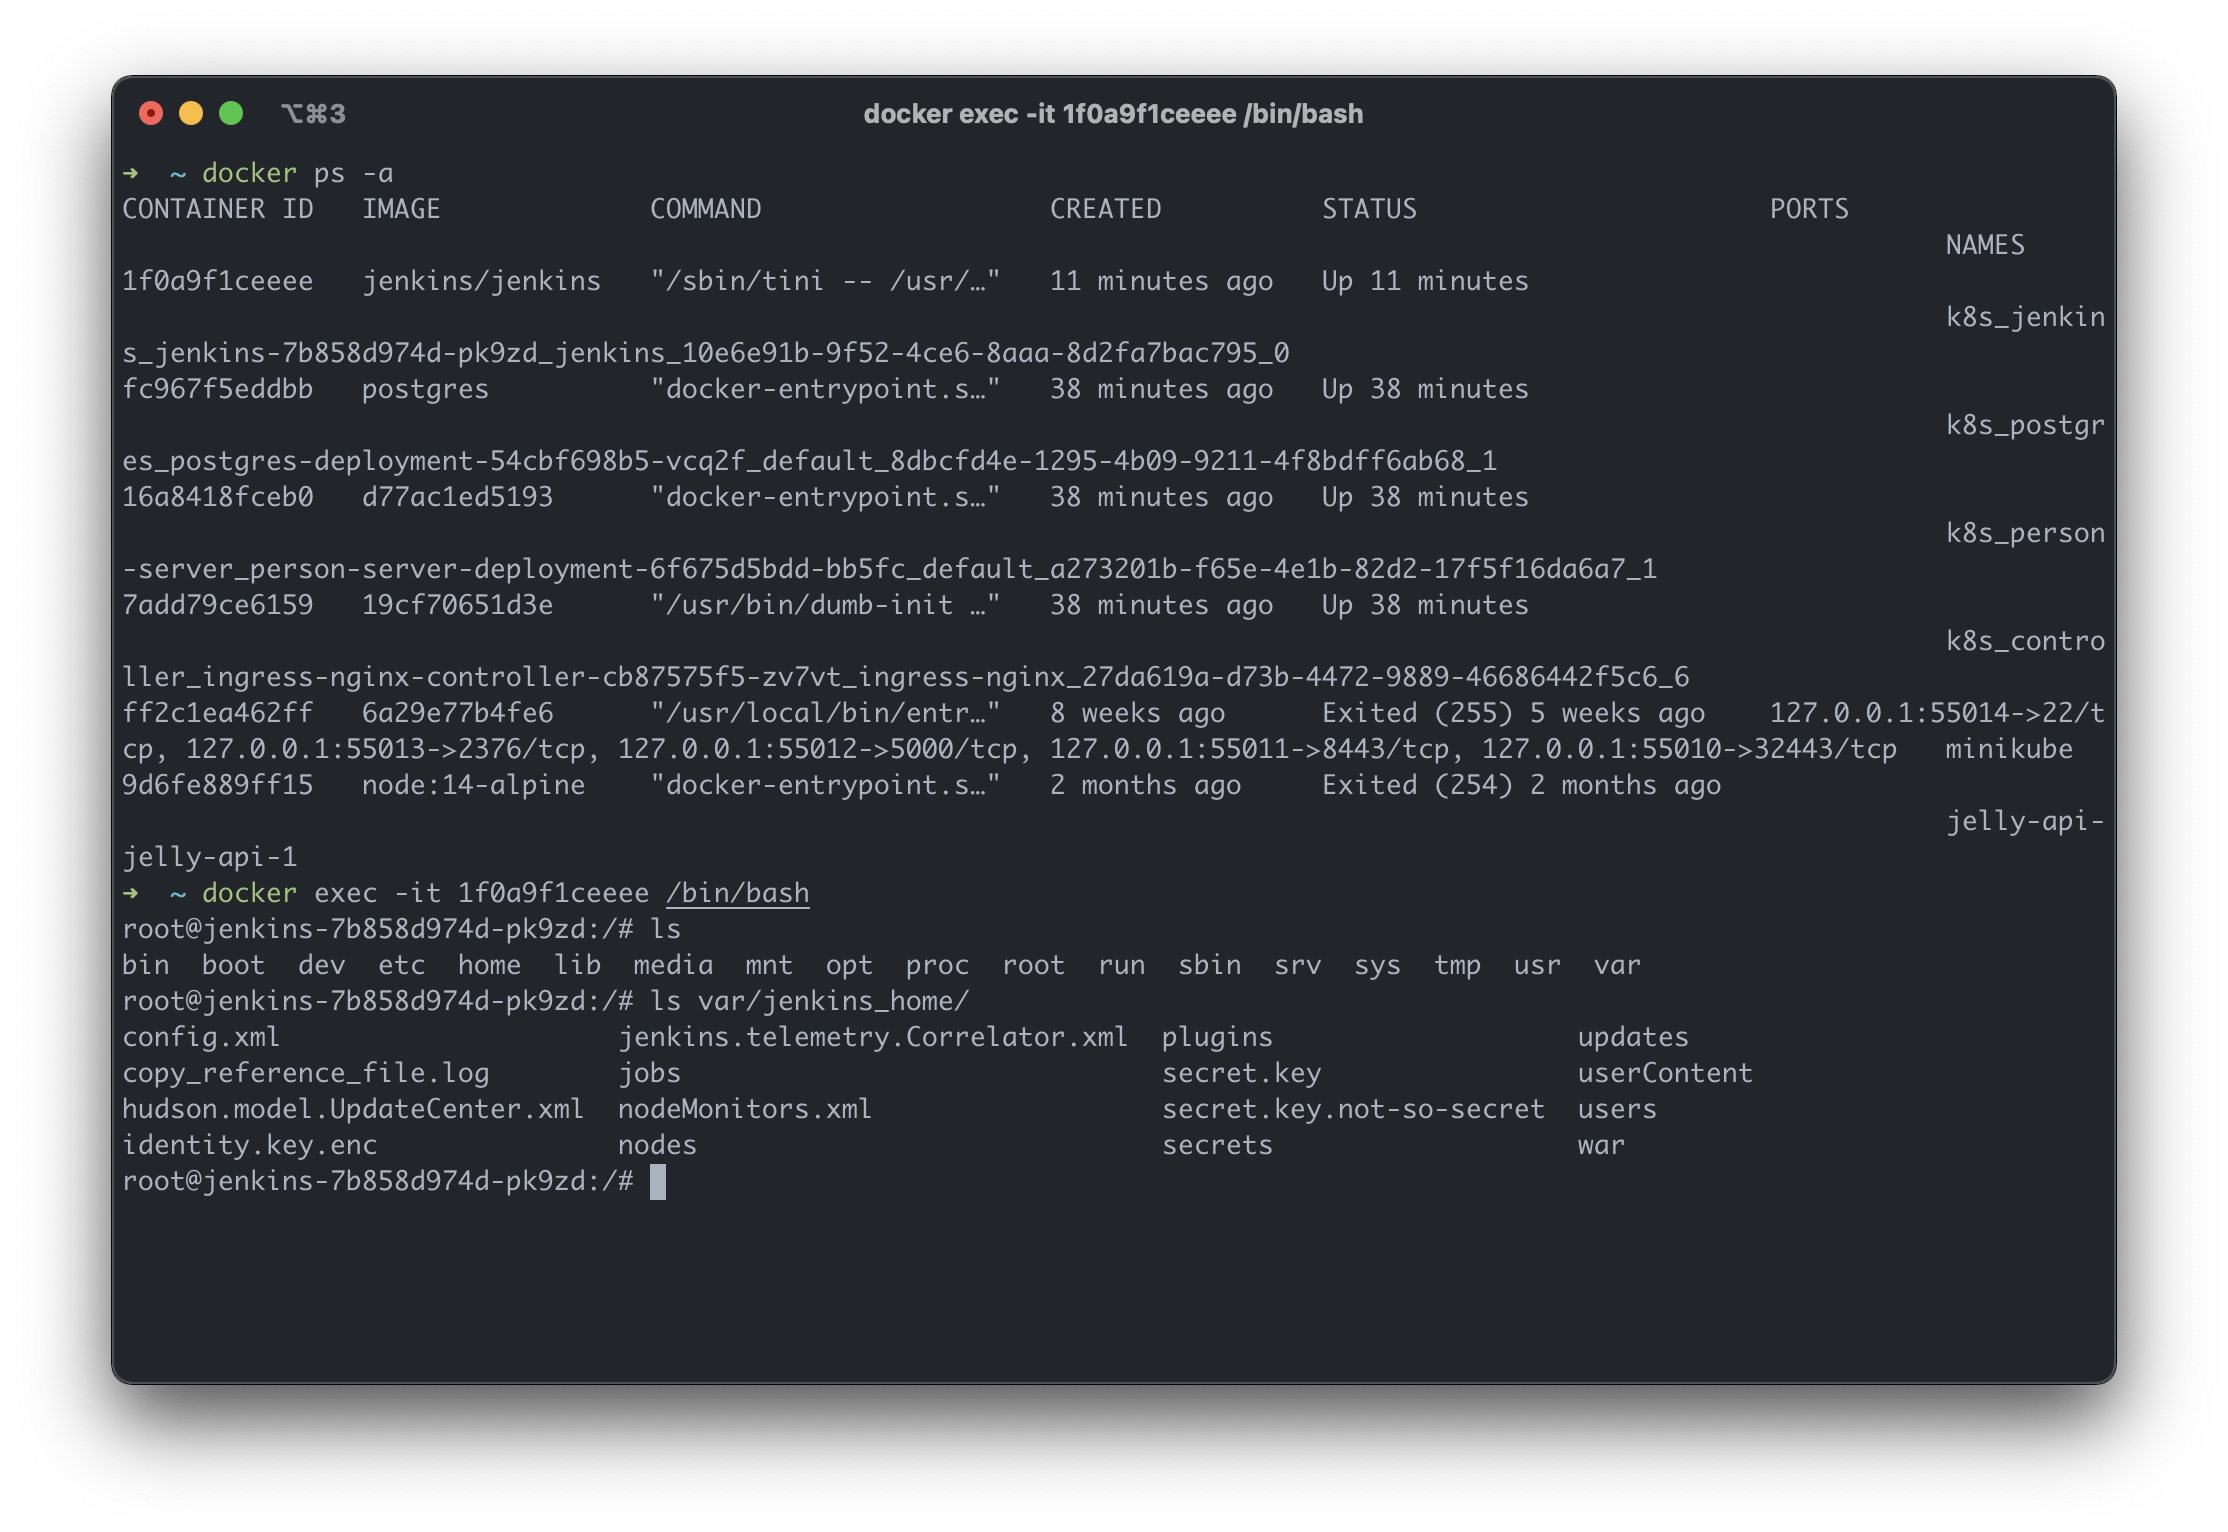 ⌥⌘3 docker exec -it 1f0a9f1ceeee /bin/bash
➜  ~ docker ps -a
CONTAINER ID   IMAGE             COMMAND                  CREATED          STATUS                      PORTS
NAMES
1f0a9f1ceeee   jenkins/jenkins   "/sbin/tini -- /usr/…"   11 minutes ago   Up 11 minutes
k8s_jenkin
s_jenkins-7b858d974d-pk9zd_jenkins_10e6e91b-9f52-4ce6-8aaa-8d2fa7bac795_0
fc967f5eddbb   postgres          "docker-entrypoint.s…"   38 minutes ago   Up 38 minutes
k8s_postgr
es_postgres-deployment-54cbf698b5-vcq2f_default_8dbcfd4e-1295-4b09-9211-4f8bdff6ab68_1
16a8418fceb0   d77ac1ed5193      "docker-entrypoint.s…"   38 minutes ago   Up 38 minutes
k8s_person
-server_person-server-deployment-6f675d5bdd-bb5fc_default_a273201b-f65e-4e1b-82d2-17f5f16da6a7_1
7add79ce6159   19cf70651d3e      "/usr/bin/dumb-init …"   38 minutes ago   Up 38 minutes
k8s_contro
ller_ingress-nginx-controller-cb87575f5-zv7vt_ingress-nginx_27da619a-d73b-4472-9889-46686442f5c6_6
ff2c1ea462ff   6a29e77b4fe6      "/usr/local/bin/entr…"   8 weeks ago      Exited (255) 5 weeks ago    127.0.0.1:55014->22/t
cp, 127.0.0.1:55013->2376/tcp, 127.0.0.1:55012->5000/tcp, 127.0.0.1:55011->8443/tcp, 127.0.0.1:55010->32443/tcp   minikube
9d6fe889ff15   node:14-alpine    "docker-entrypoint.s…"   2 months ago     Exited (254) 2 months ago
jelly-api-
jelly-api-1
➜  ~ docker exec -it 1f0a9f1ceeee /bin/bash
root@jenkins-7b858d974d-pk9zd:/# ls
bin  boot  dev  etc  home  lib  media  mnt  opt  proc  root  run  sbin  srv  sys  tmp  usr  var
root@jenkins-7b858d974d-pk9zd:/# ls var/jenkins_home/
config.xml                     jenkins.telemetry.Correlator.xml  plugins                   updates
copy_reference_file.log        jobs                              secret.key                userContent
hudson.model.UpdateCenter.xml  nodeMonitors.xml                  secret.key.not-so-secret  users
identity.key.enc               nodes                             secrets                   war
root@jenkins-7b858d974d-pk9zd:/#